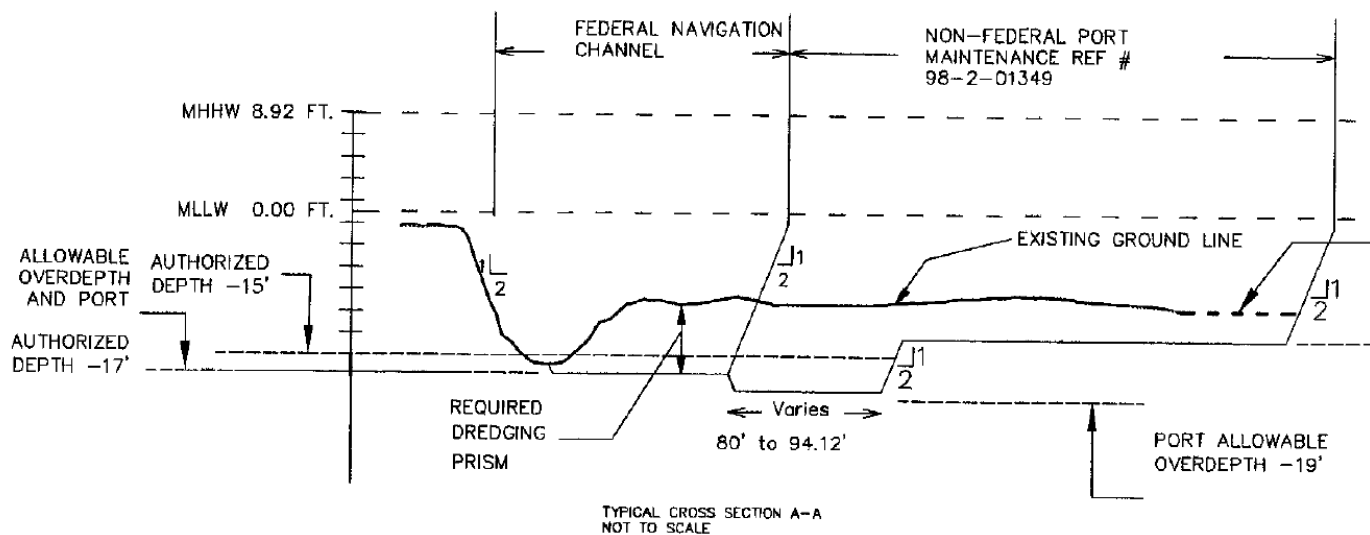 FEDERAL NAVIGATION
CHANNEL
NON-FEDERAL PORT
MAINTENANCE REF #
98-2-01349
MHHW 8.92 FT.
MLLW 0.00 FT.
ALLOWABLE
OVERDEPTH
AND PORT
AUTHORIZED
DEPTH -15'
AUTHORIZED
DEPTH -17'
1
2
1
2
EXISTING GROUND LINE
1
2
1
2
REQUIRED
DREDGING
PRISM
Varies
80' to 94.12'
PORT ALLOWABLE
OVERDEPTH -19'
TYPICAL CROSS SECTION A-A
NOT TO SCALE